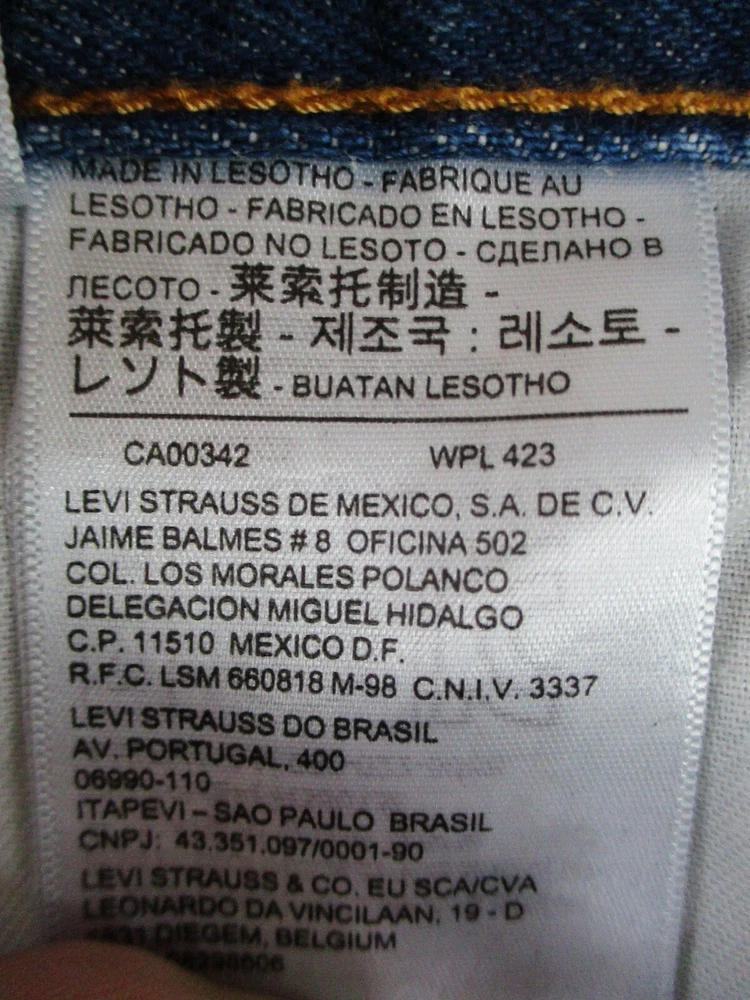 MADE IN LESOTHO - FABRIQUE AU
LESOTHO - FABRICADO EN LESOTHO -
FABRICADO NO LESOTO - СДЕЛАНО В
ЛЕСОТО - 莱索托制造 -
萊索托製 - 제조국 : 레소토 -
レソト製 - BUATAN LESOTHO
CA00342 WPL 423
LEVI STRAUSS DE MEXICO, S.A. DE C.V.
JAIME BALMES # 8 OFICINA 502
COL. LOS MORALES POLANCO
DELEGACION MIGUEL HIDALGO
C.P. 11510 MEXICO D.F.
R.F.C. LSM 660818 M-98 C.N.I.V. 3337
LEVI STRAUSS DO BRASIL
AV. PORTUGAL, 400
06990-110
ITAPEVI – SAO PAULO BRASIL
CNPJ: 43.351.097/0001-90
LEVI STRAUSS & CO. EU SCA/CVA
LEONARDO DA VINCILAAN, 19 - D
1831 DIEGEM, BELGIUM